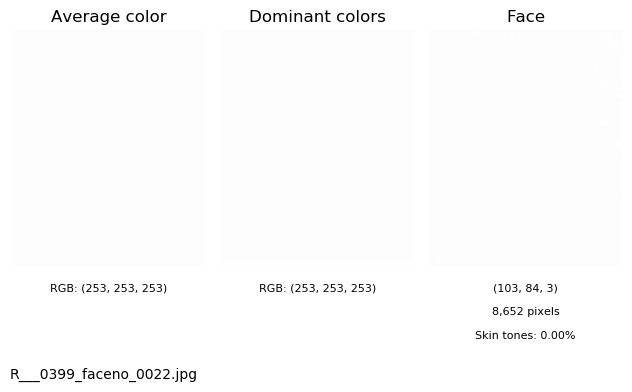 Average color
Dominant colors
Face
RGB: (253, 253, 253)
RGB: (253, 253, 253)
(103, 84, 3)
8,652 pixels
Skin tones: 0.00%
R___0399_faceno_0022.jpg